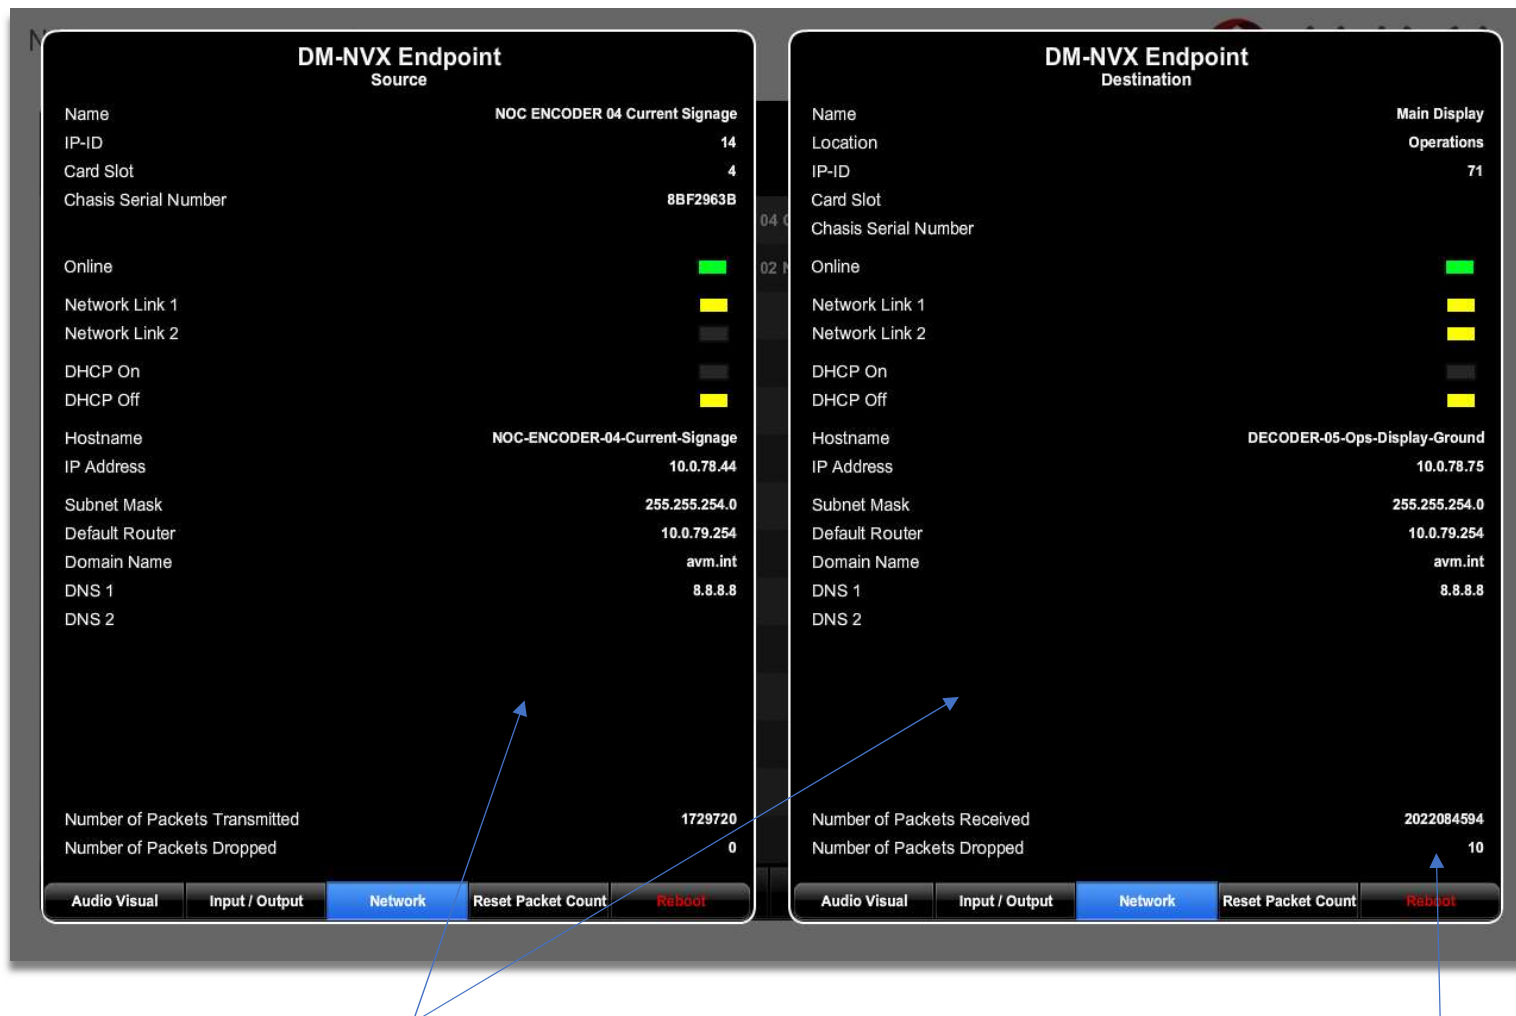 N
DM-NVX Endpoint
Source
Name NOC ENCODER 04 Current Signage
IP-ID 14
Card Slot 4
Chasis Serial Number 8BF2963B
Online
Network Link 1
Network Link 2
DHCP On
DHCP Off
Hostname NOC-ENCODER-04-Current-Signage
IP Address 10.0.78.44
Subnet Mask 255.255.254.0
Default Router 10.0.79.254
Domain Name avm.int
DNS 1 8.8.8.8
DNS 2
Number of Packets Transmitted 1729720
Number of Packets Dropped 0
Audio Visual Input / Output Network Reset Packet Count Reboot
04
02
DM-NVX Endpoint
Destination
Name Main Display
Location Operations
IP-ID 71
Card Slot
Chasis Serial Number
Online
Network Link 1
Network Link 2
DHCP On
DHCP Off
Hostname DECODER-05-Ops-Display-Ground
IP Address 10.0.78.75
Subnet Mask 255.255.254.0
Default Router 10.0.79.254
Domain Name avm.int
DNS 1 8.8.8.8
DNS 2
Number of Packets Received 2022084594
Number of Packets Dropped 10
Audio Visual Input / Output Network Reset Packet Count Reboot